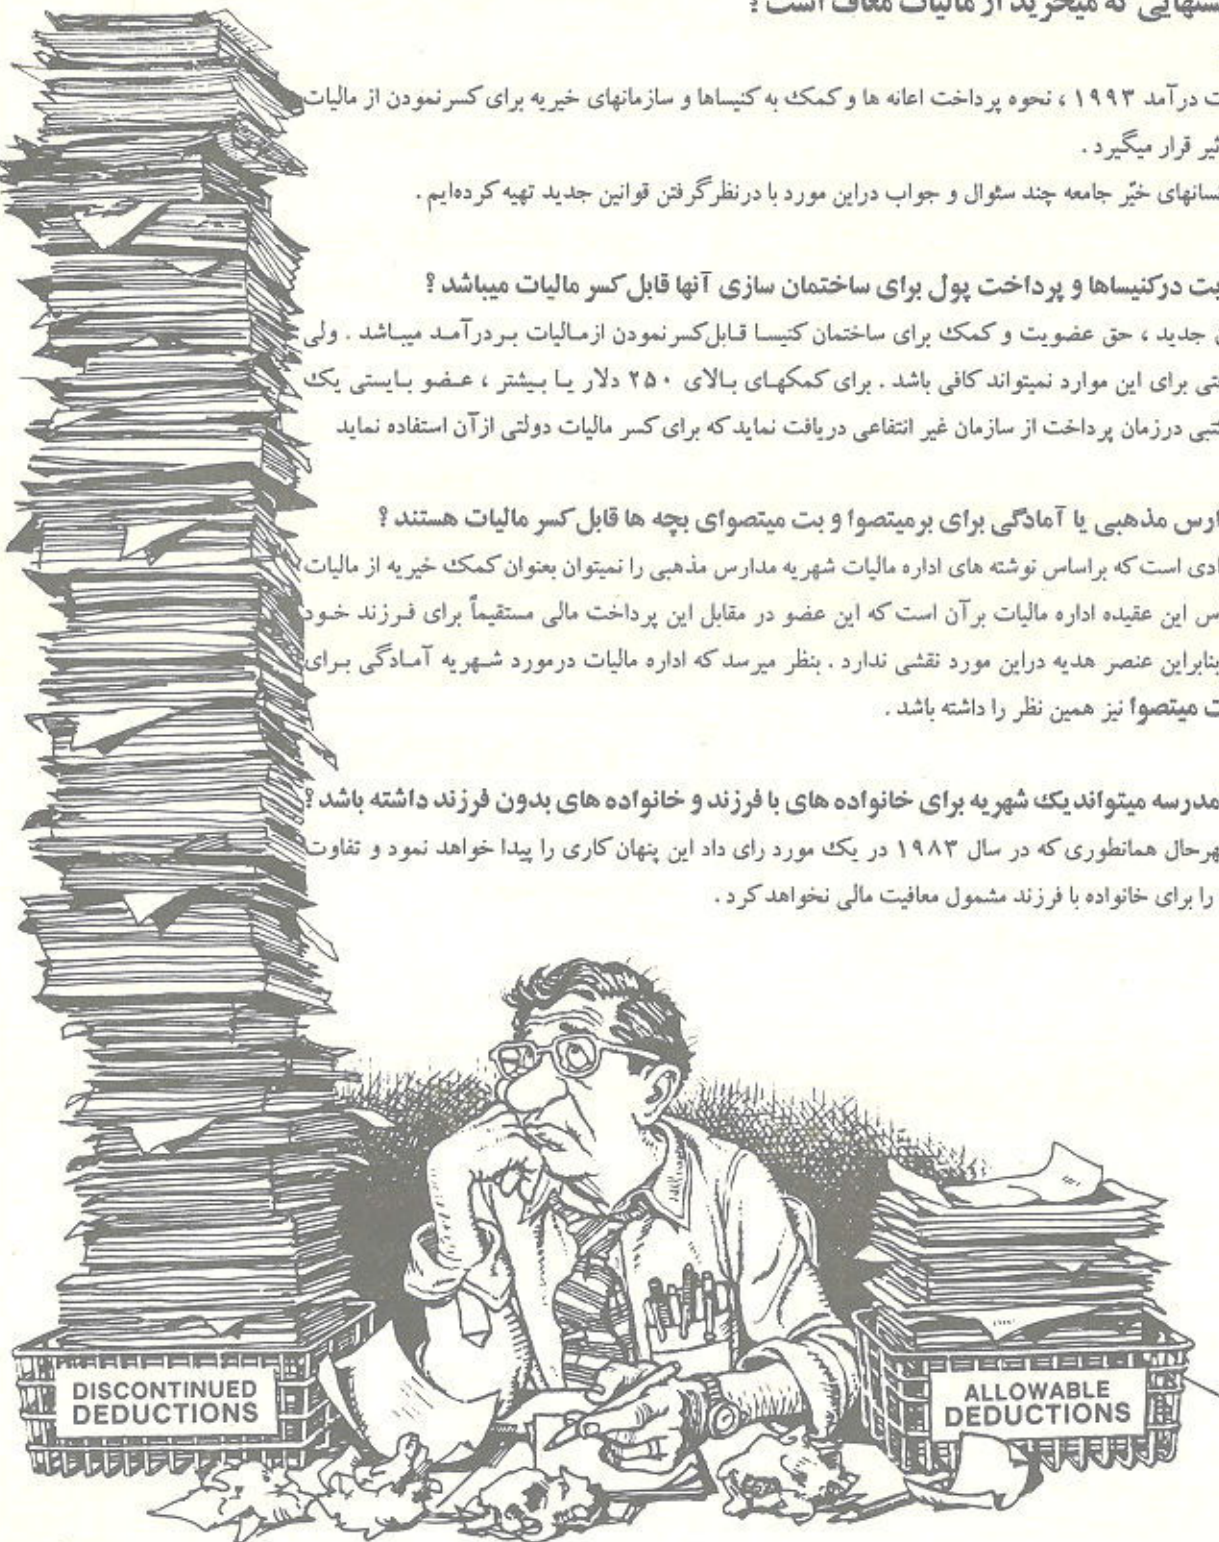 که میخرید از مالیات معاف است ؟
درآمد ۱۹۹۳ ، نحوه پرداخت اعانه ها و کمک به کنیساها و سازمانهای خیریه برای کسر نمودن از مالیات
قرار میگیرد .
خیّر جامعه چند سئوال و جواب دراین مورد با درنظرگرفتن قوانین جدید تهیه کرده‌ایم .
درکنیساها و پرداخت پول برای ساختمان سازی آنها قابل کسر مالیات میباشد ؟
جدید ، حق عضویت و کمک برای ساختمان کنیسا قابل کسر نمودن ازمالیات بردرآمد میباشد . ولی
برای این موارد نمیتواند کافی باشد . برای کمکهای بالای ۲۵۰ دلار یا بیشتر ، عضو بایستی یک
درزمان پرداخت از سازمان غیر انتفاعی دریافت نماید که برای کسر مالیات دولتی ازآن استفاده نماید
مذهبی یا آمادگی برای برمیتصوا و بت میتصوای بچه ها قابل کسر مالیات هستند ؟
است که براساس نوشته های اداره مالیات شهریه مدارس مذهبی را نمیتوان بعنوان کمک خیریه از مالیات
این عقیده اداره مالیات برآن است که این عضو در مقابل این پرداخت مالی مستقیماً برای فرزند خود
بنابراین عنصر هدیه دراین مورد نقشی ندارد . بنظر میرسد که اداره مالیات درمورد شهریه آمادگی برای
میتصوا نیز همین نظر را داشته باشد .
مدرسه میتواند یک شهریه برای خانواده های با فرزند و خانواده های بدون فرزند داشته باشد ؟
همانطوری که در سال ۱۹۸۳ در یک مورد رای داد این پنهان کاری را پیدا خواهد نمود و تفاوت
را برای خانواده با فرزند مشمول معافیت مالی نخواهد کرد .
DISCONTINUED
DEDUCTIONS
ALLOWABLE
DEDUCTIONS